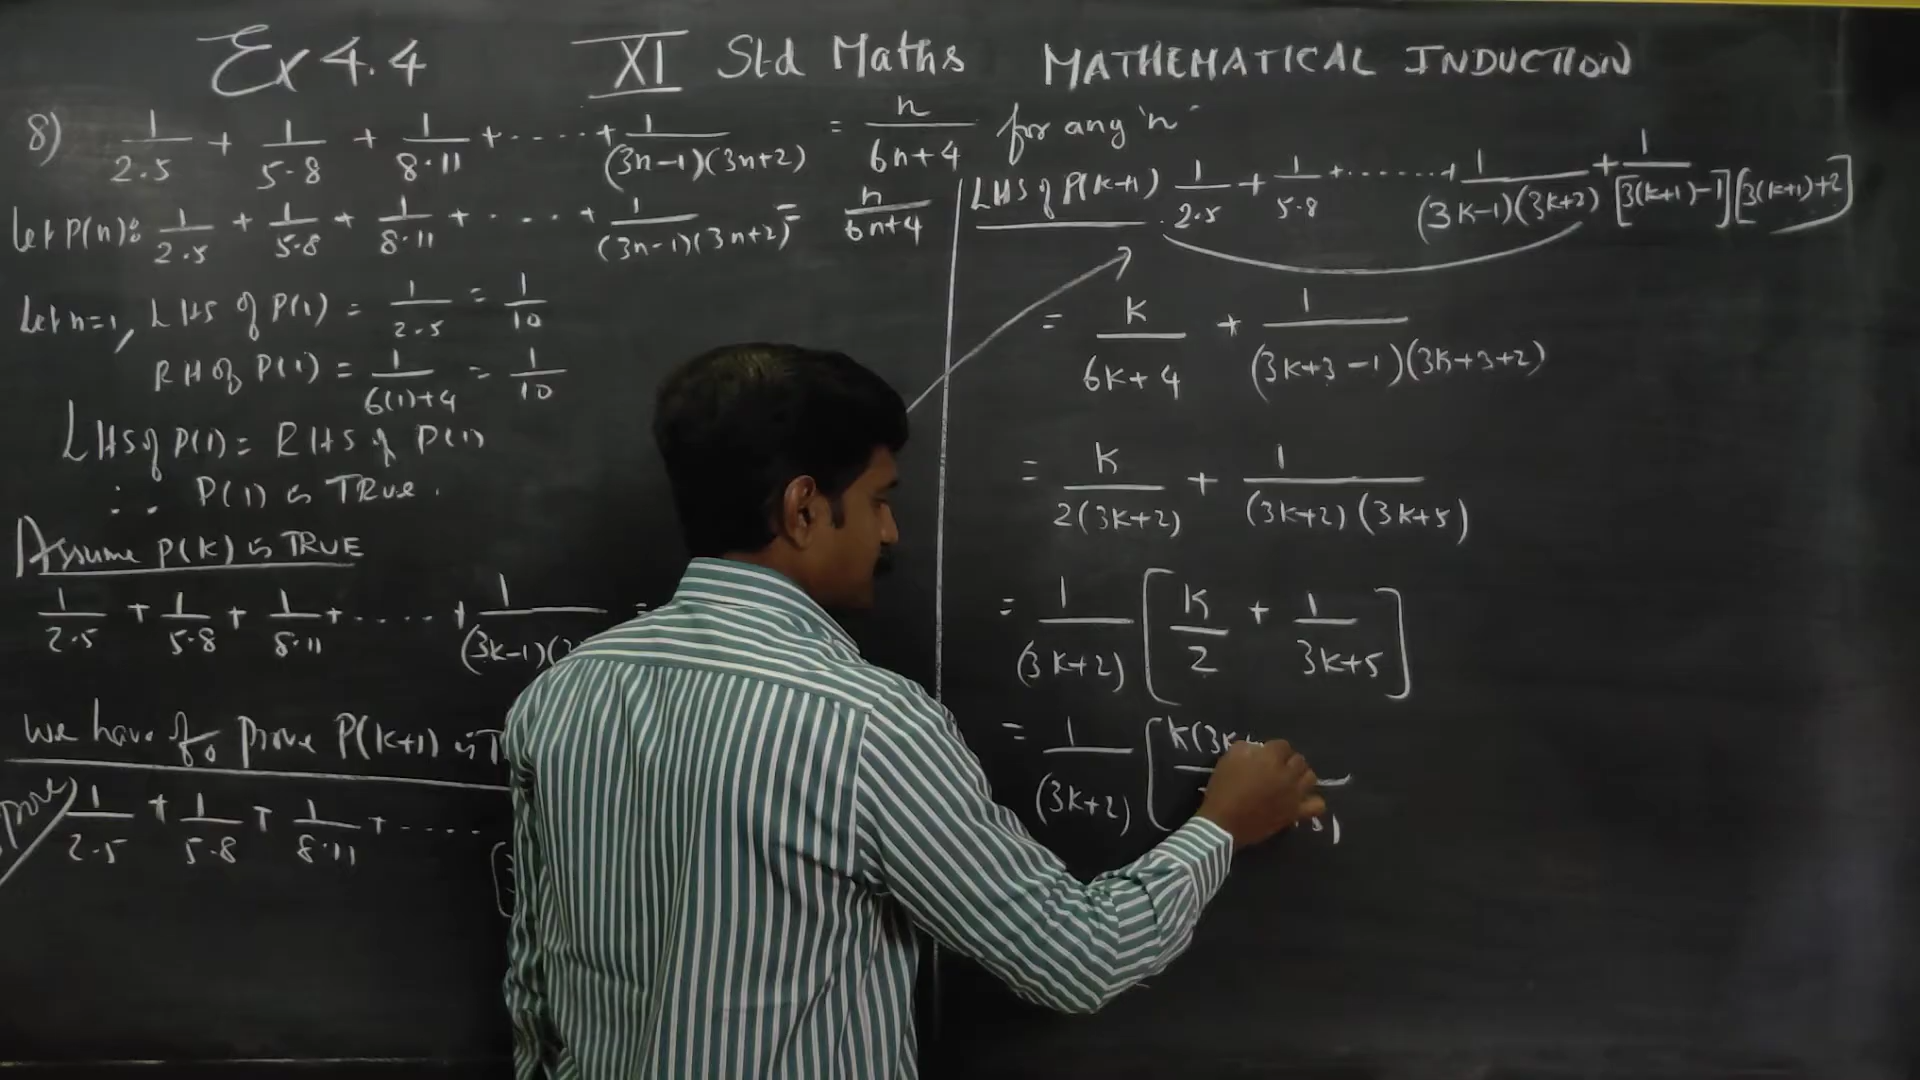 Ex 4.4 XI Std Maths MATHEMATICAL INDUCTION
8) 1/2.5 + 1/5.8 + 1/8.11 + ..... + 1/(3n-1)(3n+2) = n/6n+4 for any 'n'
Let P(n): 1/2.5 + 1/5.8 + 1/8.11 + .... + 1/(3n-1)(3n+2) = n/6n+4
Let n=1, LHS of P(1) = 1/2.5 = 1/10
RH of P(1) = 1/6(1)+4 = 1/10
LHS of P(1) = RHS of P(1)
∴ P(1) is TRUE.
Assume P(K) is TRUE
1/2.5 + 1/5.8 + 1/8.11 + ..... + 1/(3K-1)(3 =
We have to prove P(K+1) is T
1/2.5 + 1/5.8 + 1/8.11 + .....
LHS of P(K+1) 1/2.5 + 1/5.8 + ...... + 1/(3K-1)(3K+2) + 1/[3(K+1)-1][3(K+1)+2]
= K/6K+4 + 1/(3K+3-1)(3K+3+2)
= K/2(3K+2) + 1/(3K+2)(3K+5)
= 1/(3K+2) [K/2 + 1/3K+5]
= 1/(3K+2) [K(3K+